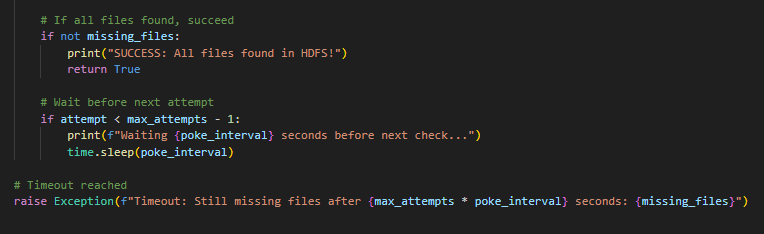 # If all files found, succeed
if not missing_files:
print("SUCCESS: All files found in HDFS!")
return True
# Wait before next attempt
if attempt < max_attempts - 1:
print(f"Waiting {poke_interval} seconds before next check...")
time.sleep(poke_interval)
# Timeout reached
raise Exception(f"Timeout: Still missing files after {max_attempts * poke_interval} seconds: {missing_files}")